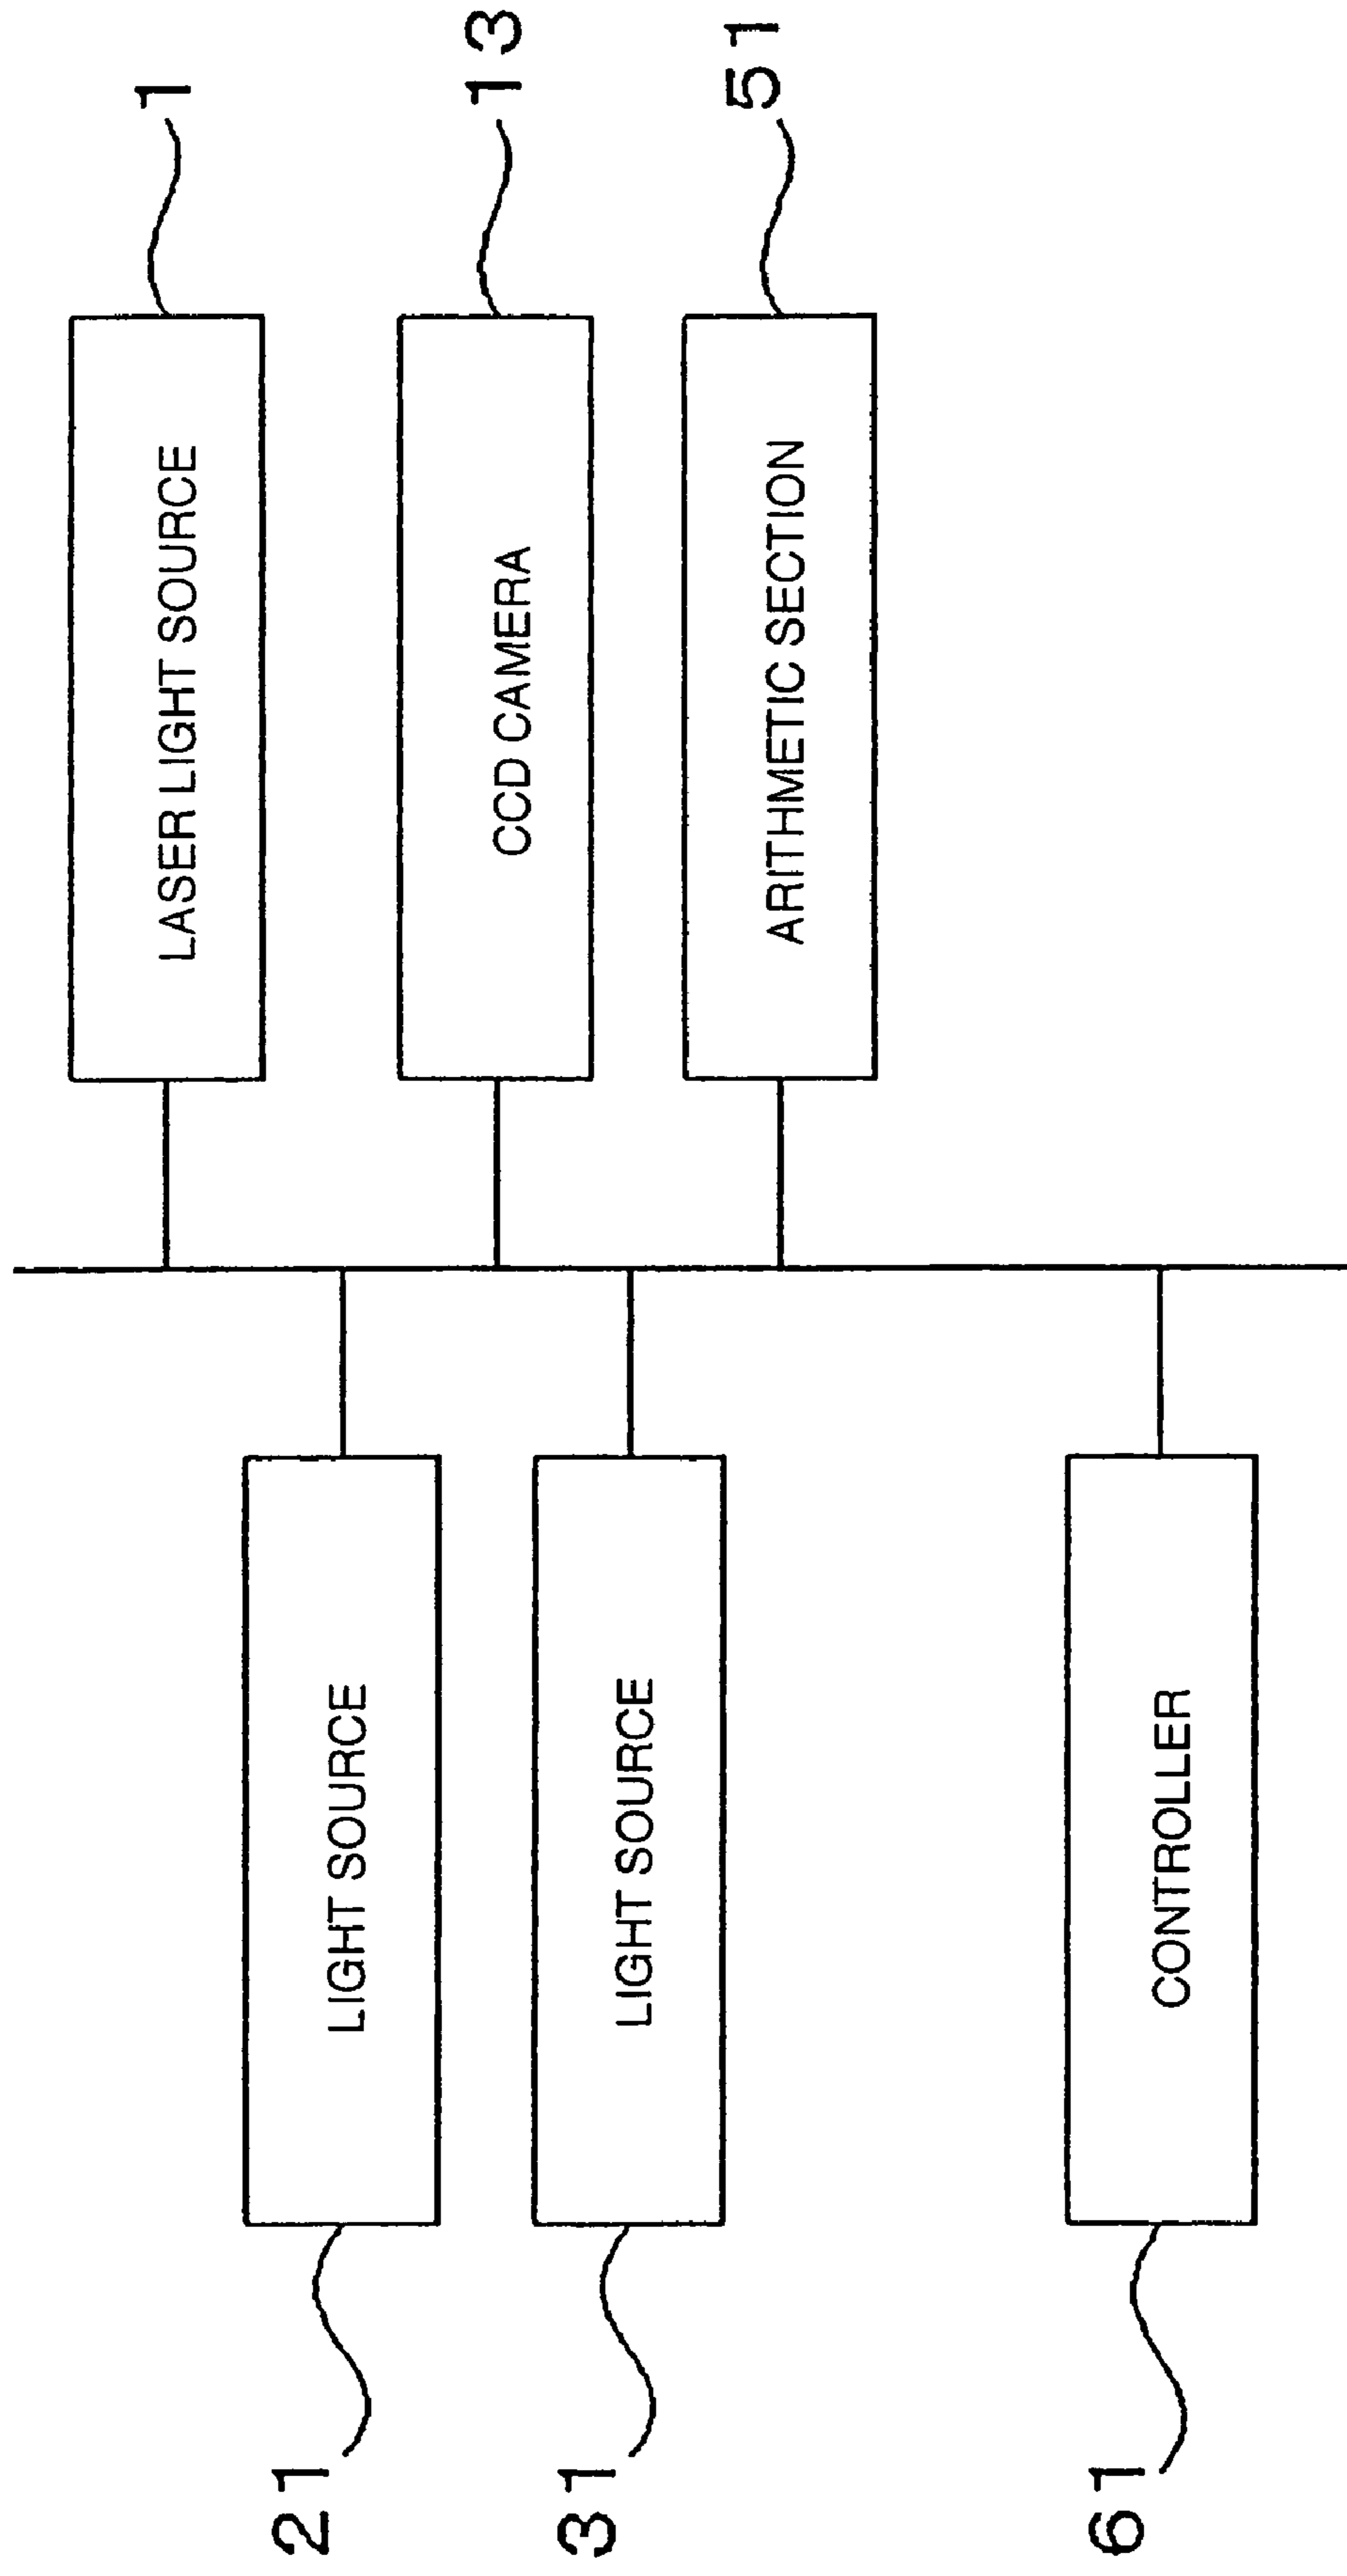 LASER LIGHT SOURCE 1
21 LIGHT SOURCE
CCD CAMERA 13
31 LIGHT SOURCE
ARITHMETIC SECTION 51
61 CONTROLLER